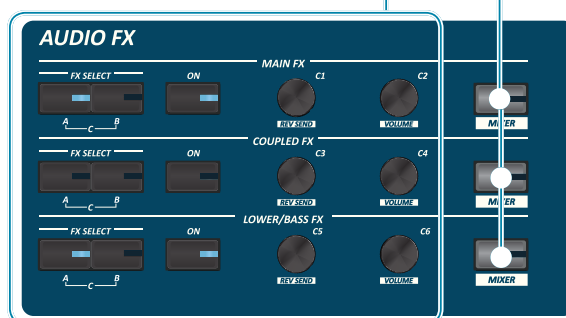 AUDIO FX
MAIN FX
FX SELECT ON C1 C2
A C B REV SEND VOLUME MIXER
COUPLED FX
FX SELECT ON C3 C4
A C B REV SEND VOLUME MIXER
LOWER/BASS FX
FX SELECT ON C5 C6
A C B REV SEND VOLUME MIXER